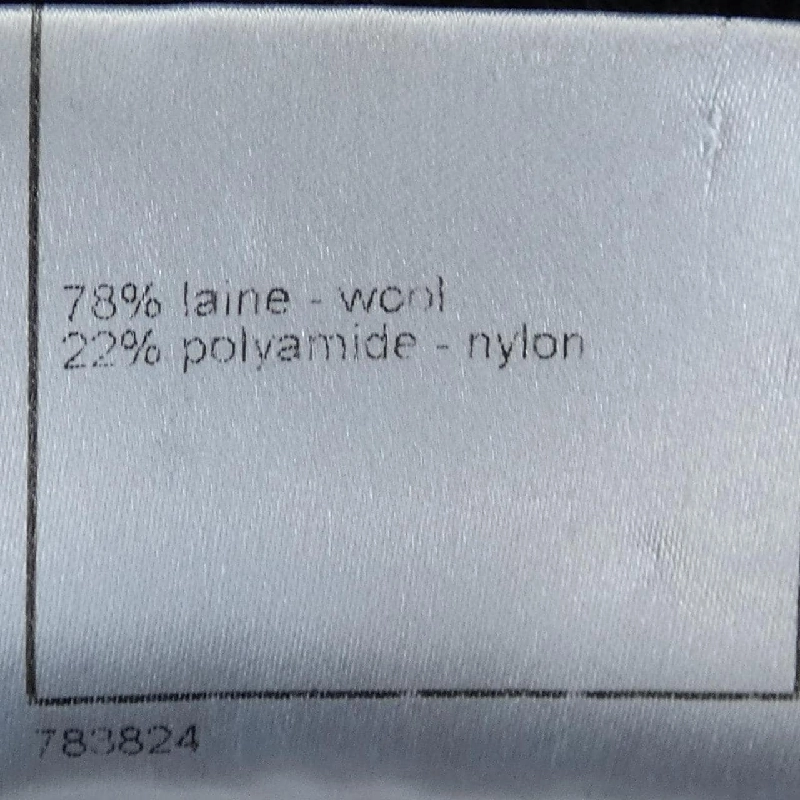 78% laine - wool
22% polyamide - nylon
783824